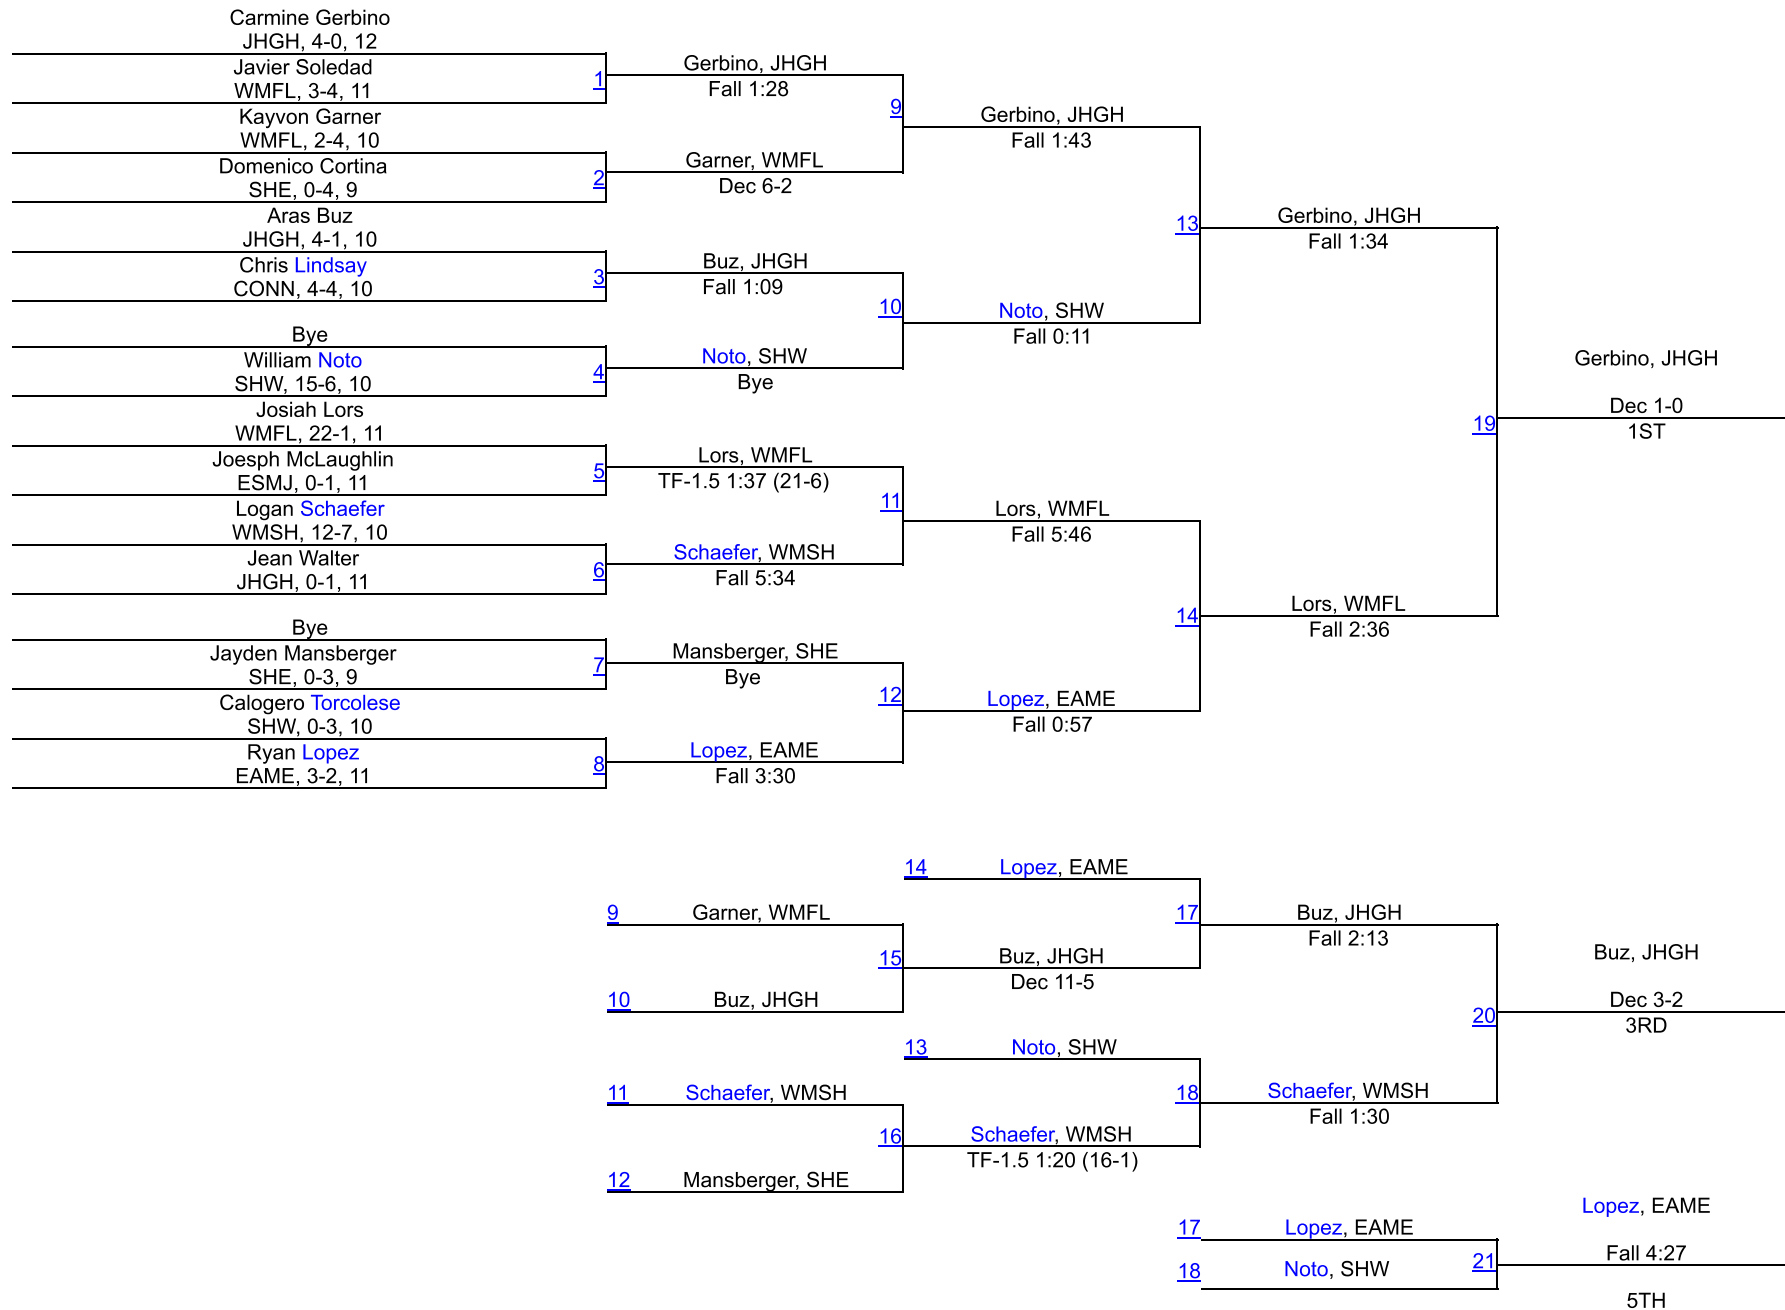 Carmine Gerbino
JHGH, 4-0, 12
Javier Soledad
WMFL, 3-4, 11
Kayvon Garner
WMFL, 2-4, 10
Domenico Cortina
SHE, 0-4, 9
Aras Buz
JHGH, 4-1, 10
Chris Lindsay
CONN, 4-4, 10
Bye
William Noto
SHW, 15-6, 10
Josiah Lors
WMFL, 22-1, 11
Joesph McLaughlin
ESMJ, 0-1, 11
Logan Schaefer
WMSH, 12-7, 10
Jean Walter
JHGH, 0-1, 11
Bye
Jayden Mansberger
SHE, 0-3, 9
Calogero Torcolese
SHW, 0-3, 10
Ryan Lopez
EAME, 3-2, 11
1
2
3
4
5
6
7
8
Gerbino, JHGH
Fall 1:28
Garner, WMFL
Dec 6-2
Buz, JHGH
Fall 1:09
Noto, SHW
Bye
Lors, WMFL
TF-1.5 1:37 (21-6)
Schaefer, WMSH
Fall 5:34
Mansberger, SHE
Bye
Lopez, EAME
Fall 3:30
9
10
11
12
Gerbino, JHGH
Fall 1:43
Noto, SHW
Fall 0:11
Lors, WMFL
Fall 5:46
Lopez, EAME
Fall 0:57
13
14
Gerbino, JHGH
Fall 1:34
Lors, WMFL
Fall 2:36
19
Gerbino, JHGH
Dec 1-0
1ST
9
Garner, WMFL
10
Buz, JHGH
11
Schaefer, WMSH
12
Mansberger, SHE
15
16
14
Lopez, EAME
Buz, JHGH
Dec 11-5
13
Noto, SHW
Schaefer, WMSH
TF-1.5 1:20 (16-1)
17
18
Buz, JHGH
Fall 2:13
Schaefer, WMSH
Fall 1:30
20
Buz, JHGH
Dec 3-2
3RD
17
Lopez, EAME
18
Noto, SHW
21
Lopez, EAME
Fall 4:27
5TH